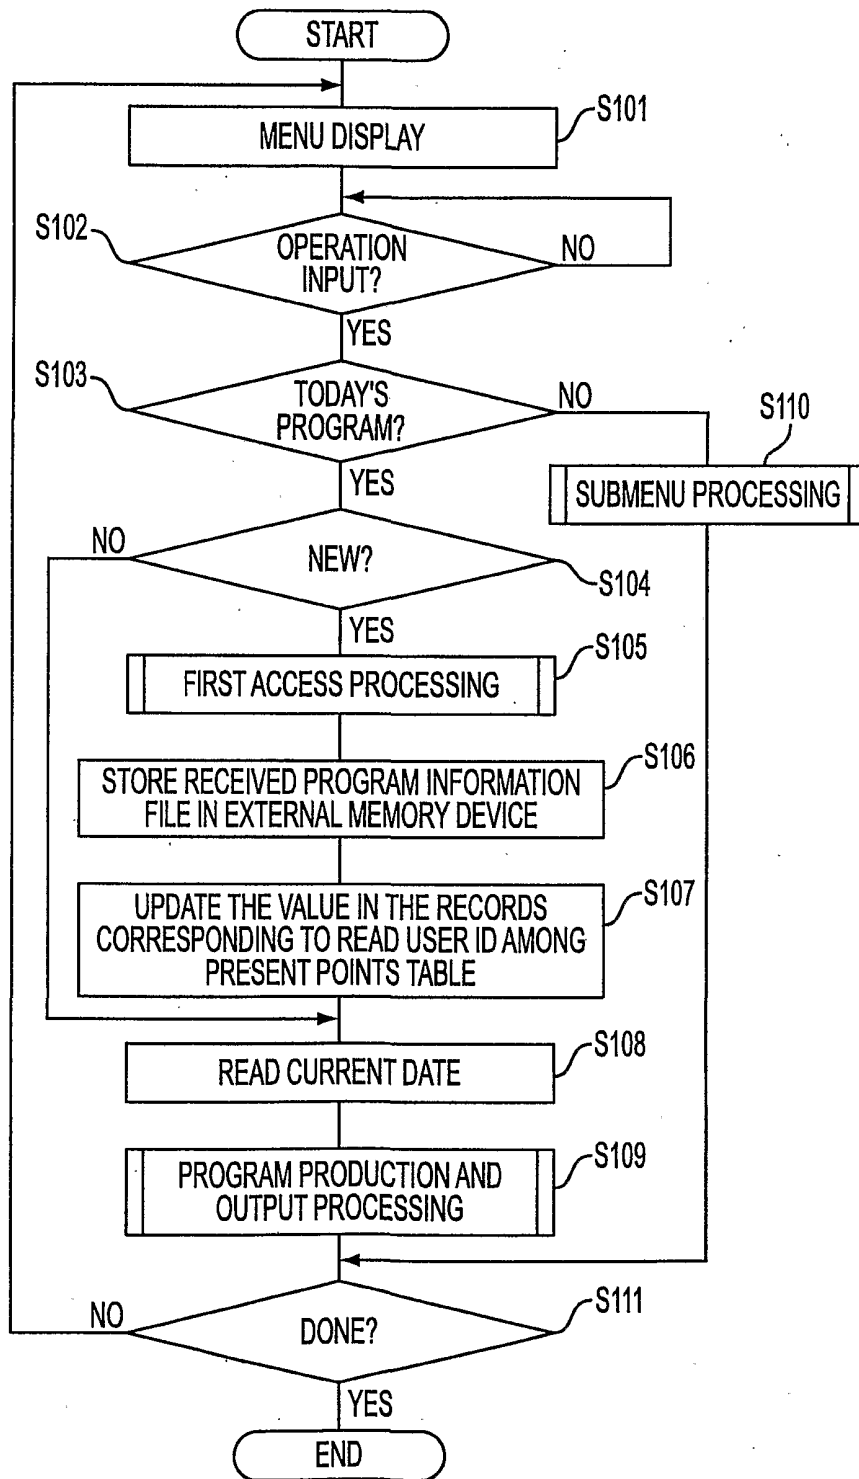 START
MENU DISPLAY
S101
S102
OPERATION
INPUT?
NO
YES
S103
TODAY'S
PROGRAM?
NO
S110
SUBMENU PROCESSING
YES
NO
NEW?
S104
YES
S105
FIRST ACCESS PROCESSING
S106
STORE RECEIVED PROGRAM INFORMATION
FILE IN EXTERNAL MEMORY DEVICE
S107
UPDATE THE VALUE IN THE RECORDS
CORRESPONDING TO READ USER ID AMONG
PRESENT POINTS TABLE
S108
READ CURRENT DATE
S109
PROGRAM PRODUCTION AND
OUTPUT PROCESSING
NO
DONE?
S111
YES
END